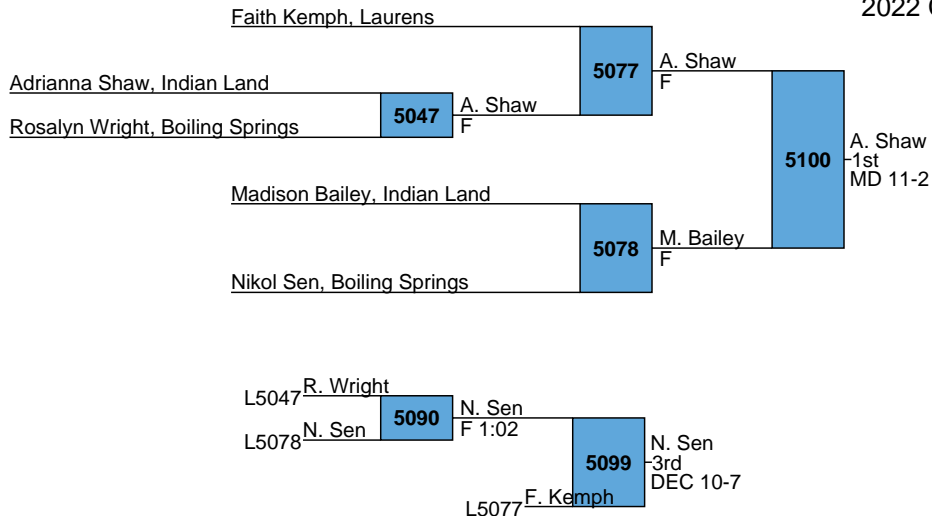 2022
Faith Kemph, Laurens
5077
A. Shaw
F
Adrianna Shaw, Indian Land
5047
A. Shaw
F
Rosalyn Wright, Boiling Springs
5100
A. Shaw
1st
MD 11-2
Madison Bailey, Indian Land
5078
M. Bailey
F
Nikol Sen, Boiling Springs
L5047 R. Wright
5090
N. Sen
F 1:02
L5078 N. Sen
5099
N. Sen
3rd
DEC 10-7
L5077 F. Kemph